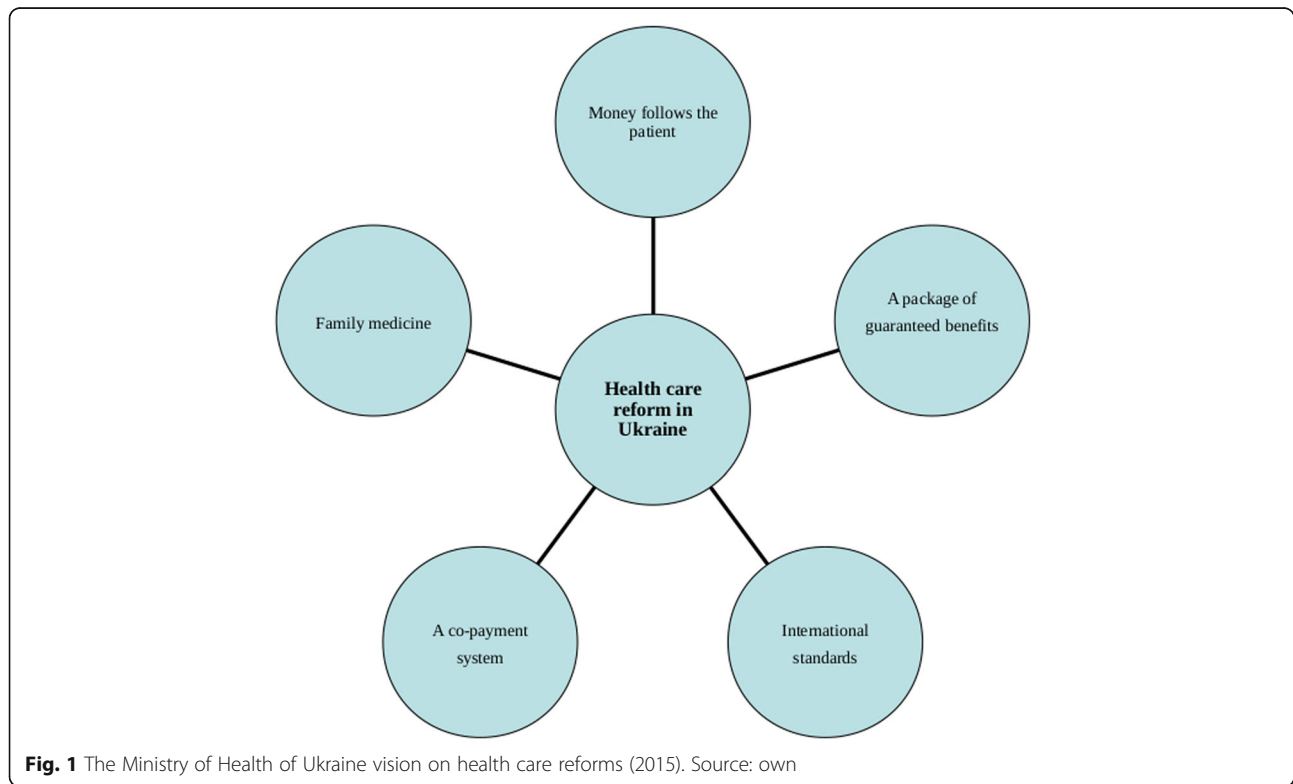 Money follows the
patient
Family medicine
A package of
guaranteed benefits
Health care
reform in
Ukraine
A co-payment
system
International
standards
Fig. 1 The Ministry of Health of Ukraine vision on health care reforms (2015). Source: own